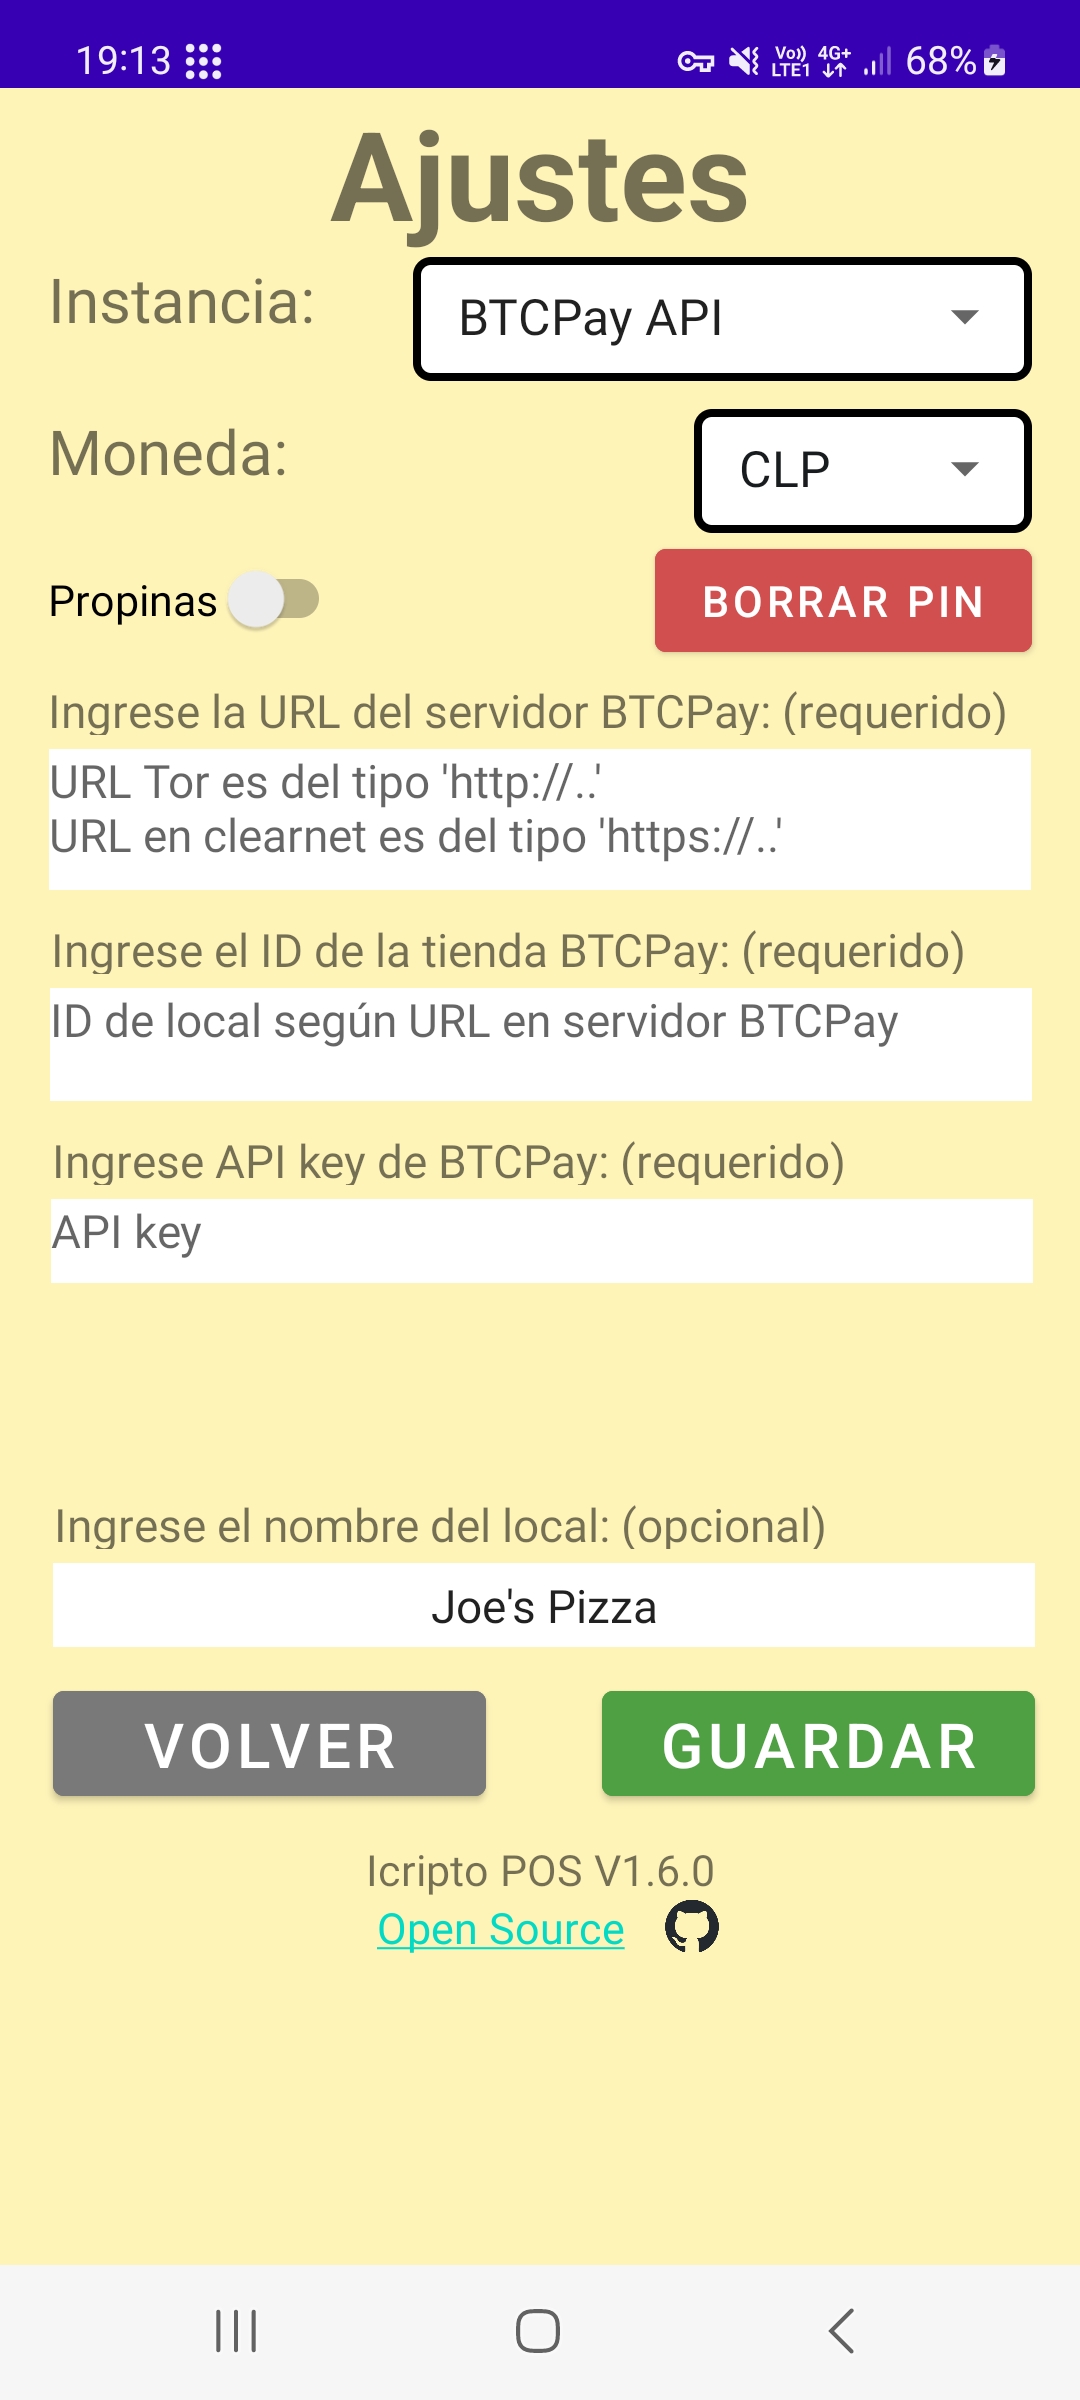 19:13
Vo)) LTE1 4G+ 68%
Ajustes
Instancia: BTCPay API
Moneda: CLP
Propinas BORRAR PIN
Ingrese la URL del servidor BTCPay: (requerido)
URL Tor es del tipo 'http://..'
URL en clearnet es del tipo 'https://..'
Ingrese el ID de la tienda BTCPay: (requerido)
ID de local según URL en servidor BTCPay
Ingrese API key de BTCPay: (requerido)
API key
Ingrese el nombre del local: (opcional)
Joe's Pizza
VOLVER GUARDAR
Icripto POS V1.6.0
Open Source